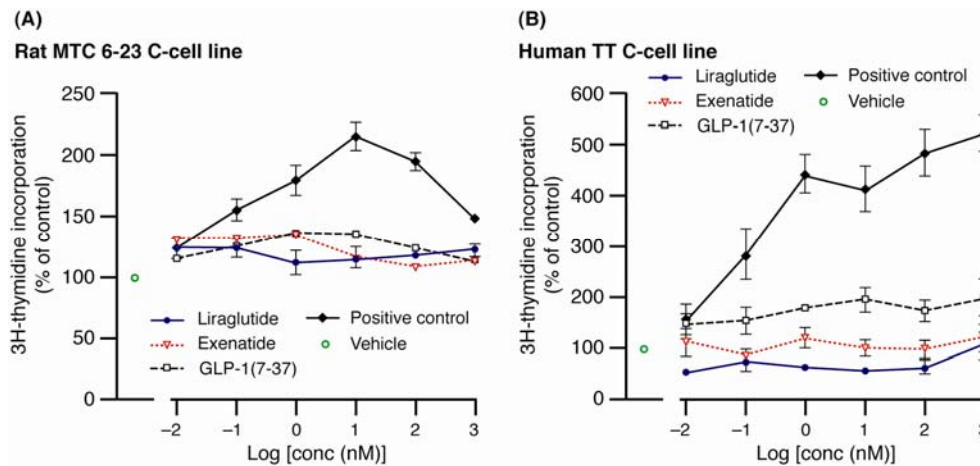 (A)
Rat MTC 6-23 C-cell line
3H-thymidine incorporation
(% of control)
250
200
150
100
50
0
Liraglutide
Exenatide
GLP-1(7-37)
Positive control
Vehicle
–2
–1
0
1
2
3
Log [conc (nM)]
(B)
Human TT C-cell line
Liraglutide
Exenatide
GLP-1(7-37)
Positive control
Vehicle
3H-thymidine incorporation
(% of control)
600
500
400
300
200
100
0
–2
–1
0
1
2
3
Log [conc (nM)]